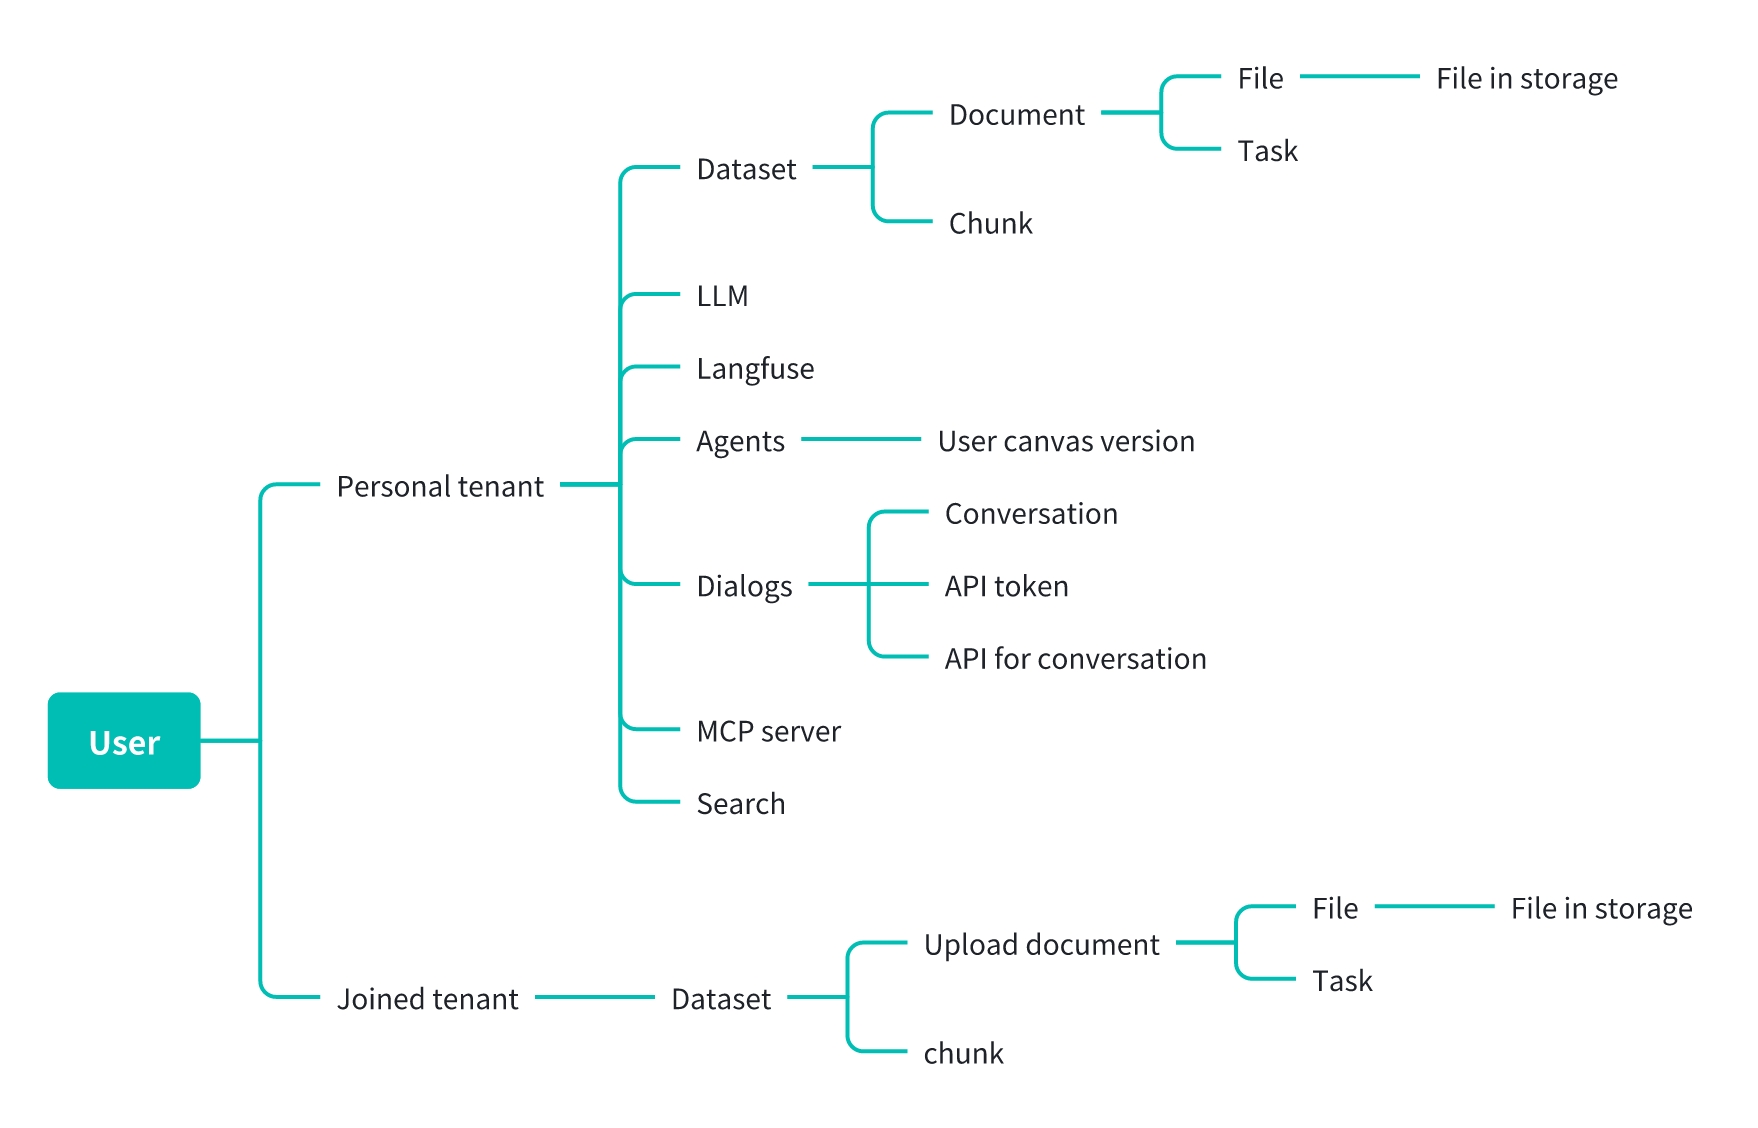 File
File in storage
Document
Task
Dataset
Chunk
LLM
Langfuse
Agents
User canvas version
Personal tenant
Conversation
Dialogs
API token
API for conversation
MCP server
User
Search
File
File in storage
Upload document
Task
Joined tenant
Dataset
chunk